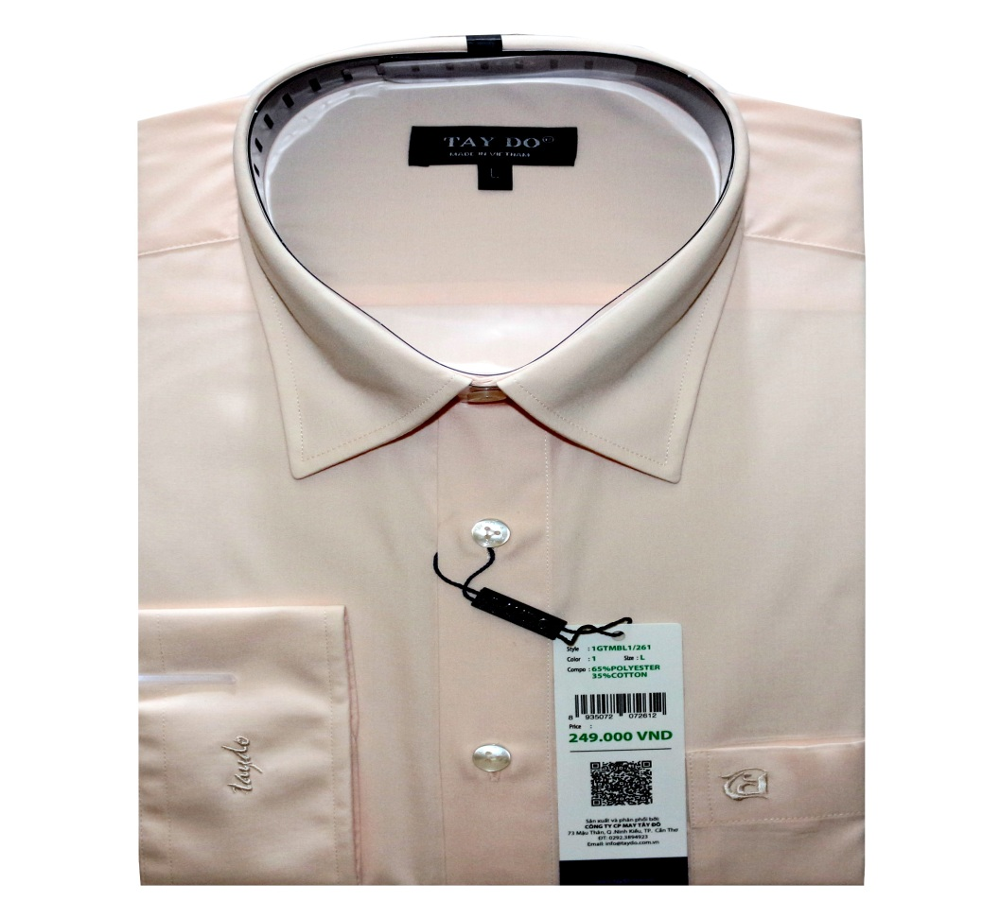 TAY DO®
MADE IN VIETNAM
L
Style : 1GTMBL1/261
Color : 1 Size : L
Compo : 65%POLYESTER
35%COTTON
8 935072 072612
Price :
249.000 VND
Sản xuất và phân phối bởi:
CÔNG TY CP MAY TÂY ĐÔ
73 Mậu Thân, Q .Ninh Kiều, TP. Cần Thơ
ĐT: 0292.3894923
Email: info@taydo.com.vn
taydo